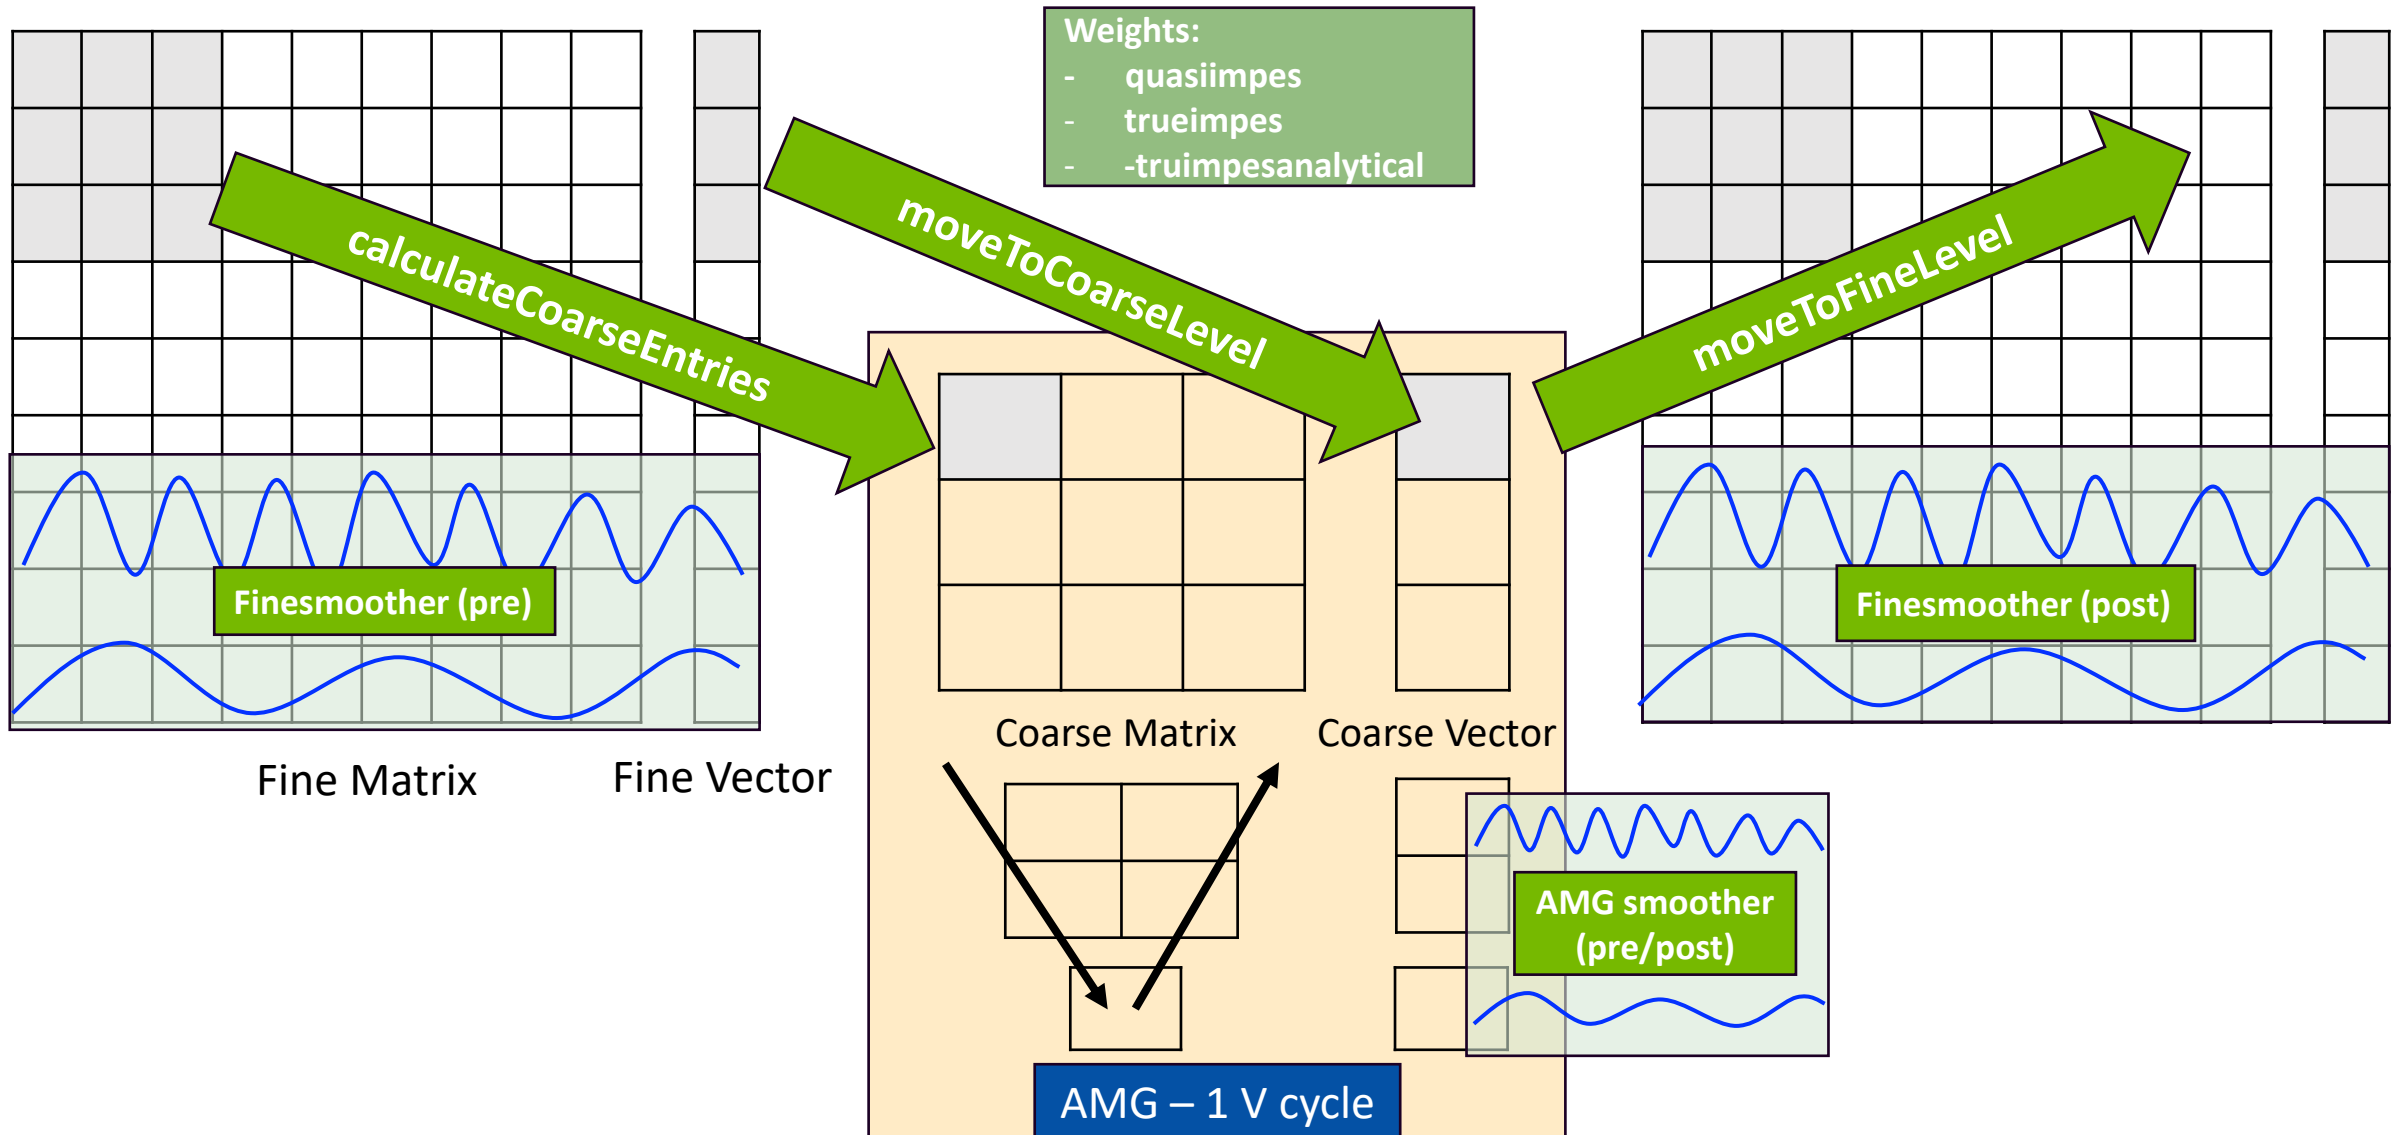 Weights:
- quasiimpes
- trueimpes
- -truimpesanalytical
calculateCoarseEntries
moveToCoarseLevel
moveToFineLevel
Finesmoother (pre)
Finesmoother (post)
Coarse Matrix
Coarse Vector
Fine Matrix
Fine Vector
AMG smoother
(pre/post)
AMG – 1 V cycle